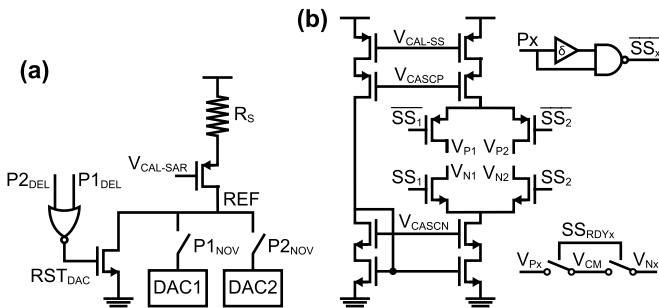 (a)
R_S
V_CAL-SAR
P2_DEL P1_DEL
REF
P1_NOV P2_NOV
RST_DAC
DAC1 DAC2
(b)
V_CAL-SS
V_CASCP
SS_1 SS_2
V_P1 V_P2
V_N1 V_N2
SS_1 SS_2
V_CASCN
Px δ SS_x
SS_RDYx
V_Px V_CM V_Nx